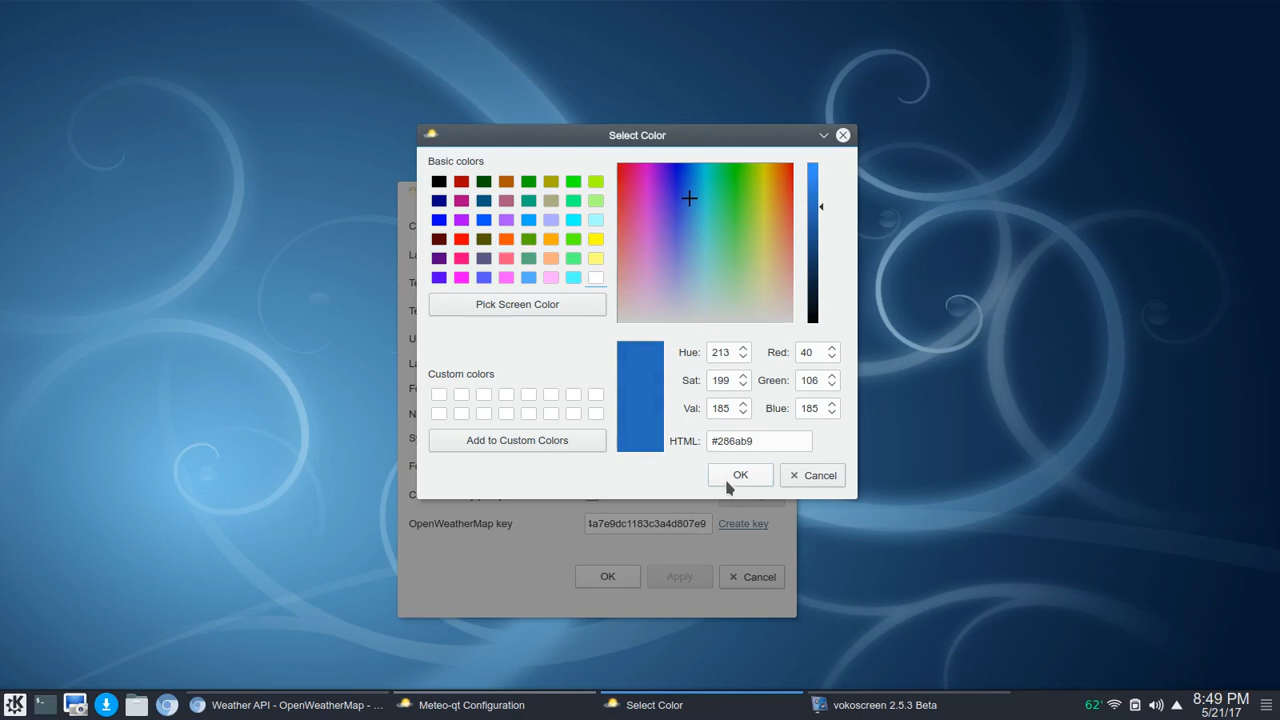 Select Color
Basic colors
Pick Screen Color
Custom colors
Add to Custom Colors
Hue: 213 Red: 40
Sat: 199 Green: 106
Val: 185 Blue: 185
HTML: #286ab9
OK Cancel
OpenWeatherMap key 4a7e9dc1183c3a4d807e9 Create key
OK Apply Cancel
Weather API - OpenWeatherMap - ... Meteo-qt Configuration Select Color vokoscreen 2.5.3 Beta 62° 8:49 PM
5/21/17